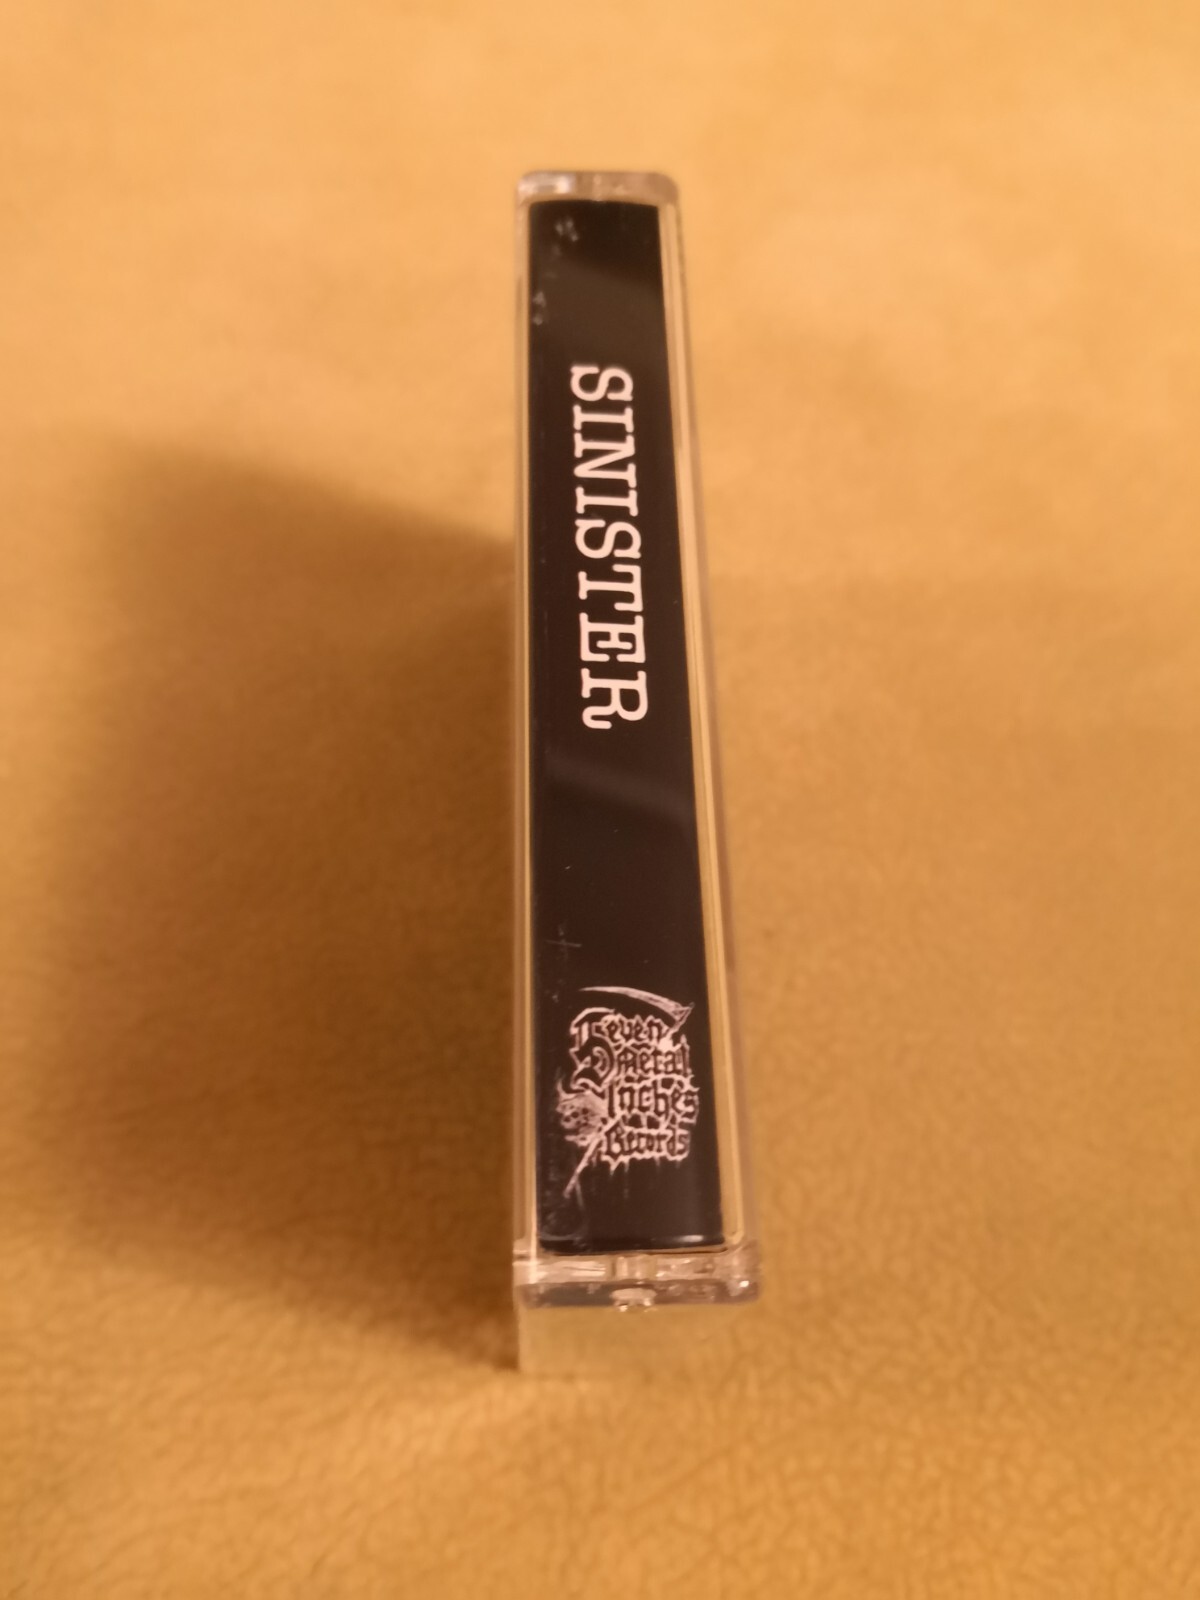 SINISTER
Seven
Metal
Inches
Records